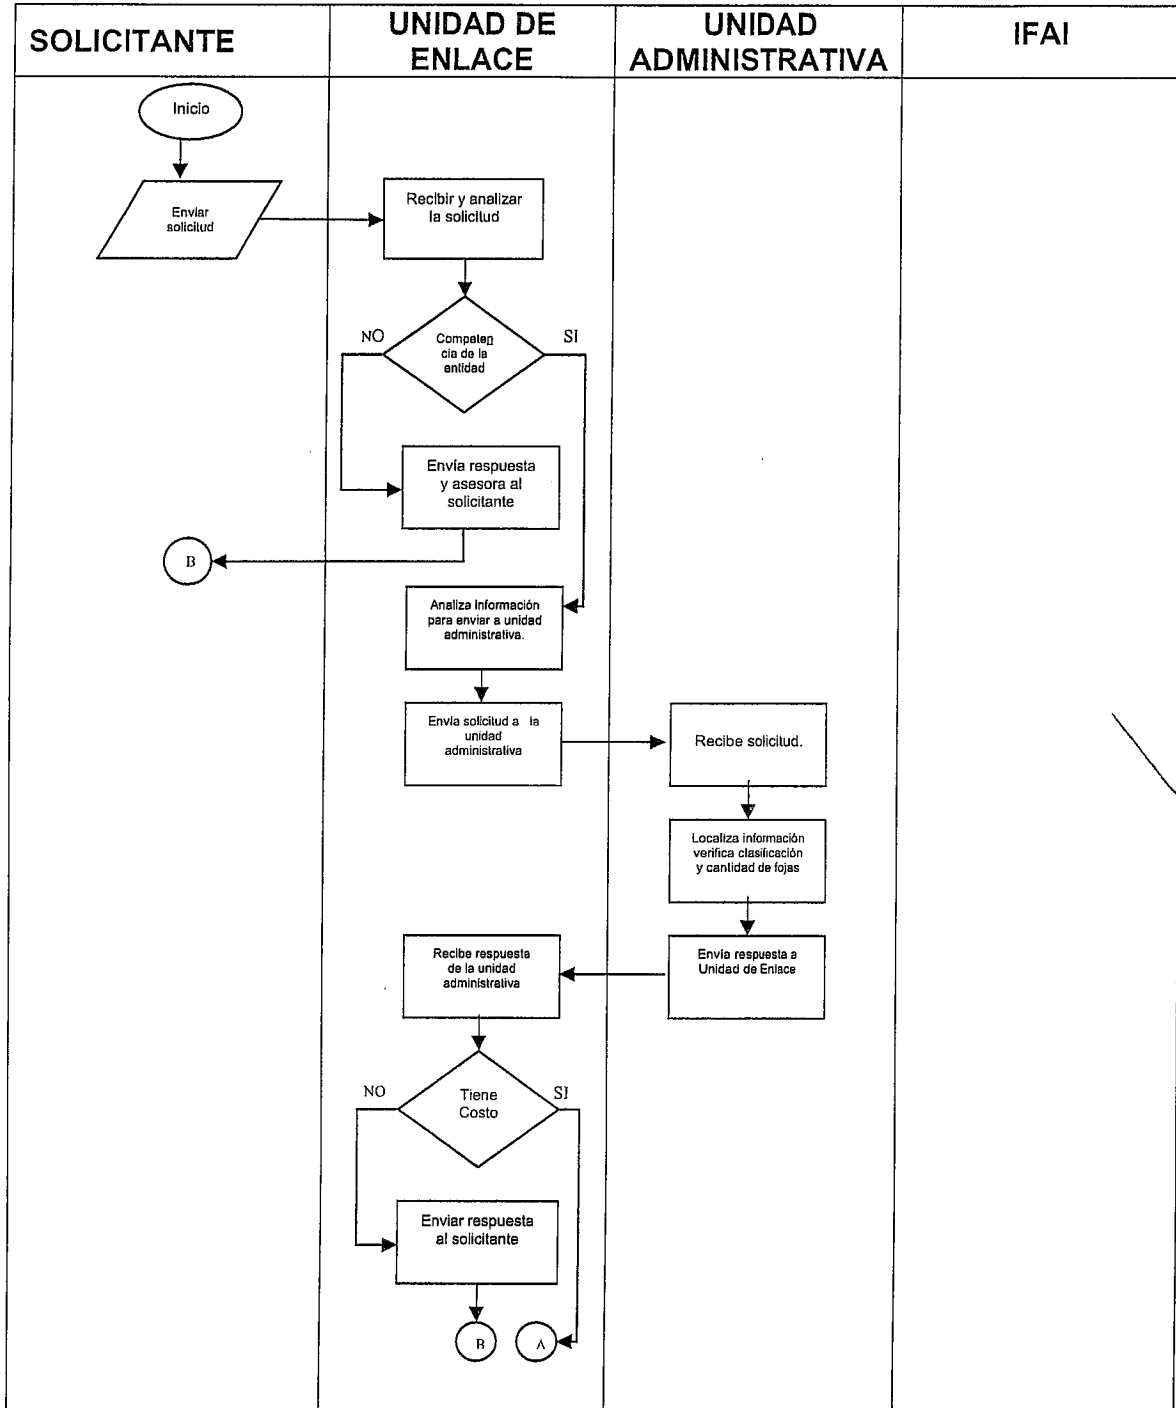 SOLICITANTE
UNIDAD DE
ENLACE
UNIDAD
ADMINISTRATIVA
IFAI
Inicio
Enviar
solicitud
Recibir y analizar
la solicitud
NO
Competen
cia de la
entidad
SI
Envía respuesta
y asesora al
solicitante
B
Analiza información
para enviar a unidad
administrativa.
Envía solicitud a la
unidad
administrativa
Recibe solicitud.
Localiza información
verifica clasificación
y cantidad de fojas
Recibe respuesta
de la unidad
administrativa
Envía respuesta a
Unidad de Enlace
NO
Tiene
Costo
SI
Enviar respuesta
al solicitante
B
A